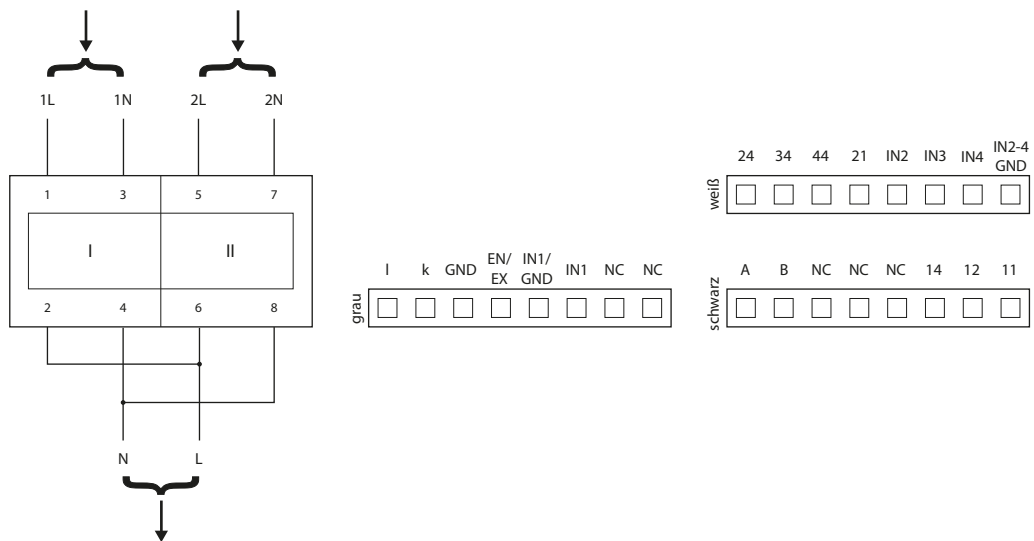 1L 1N 2L 2N
1 3 5 7
I II
2 4 6 8
N L
grau
l k GND EN/EX IN1/GND IN1 NC NC
weiß
24 34 44 21 IN2 IN3 IN4 IN2-4 GND
schwarz
A B NC NC NC 14 12 11